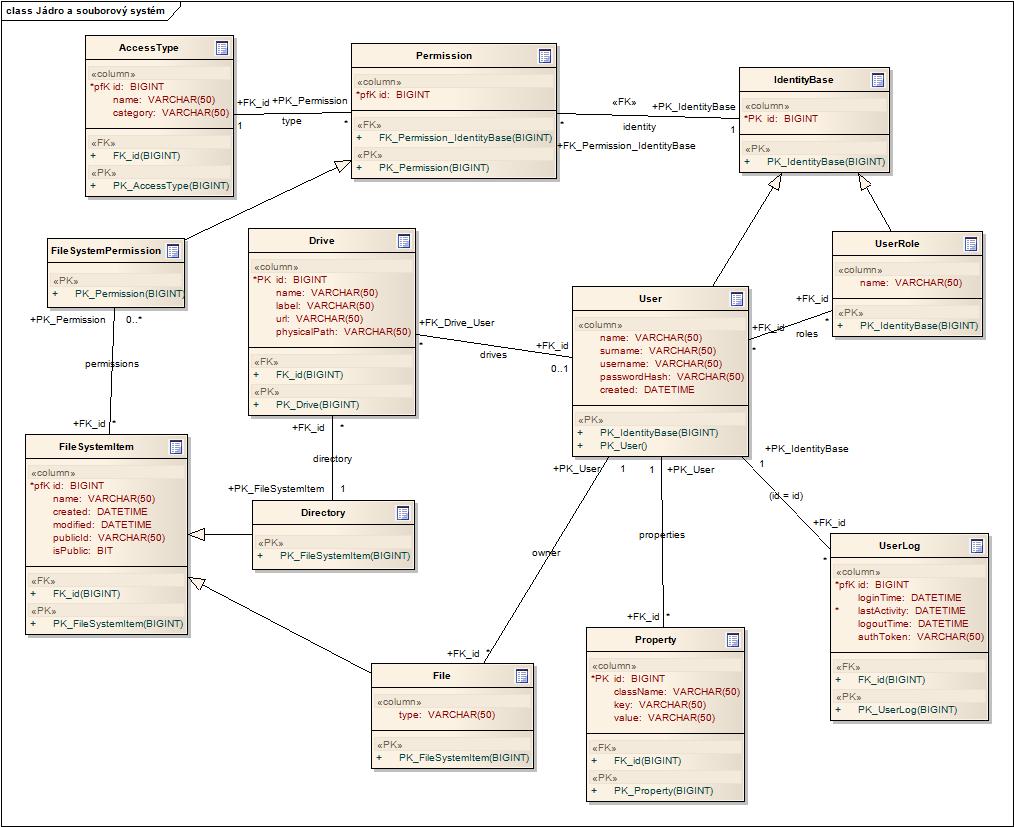 class Jádro a souborový systém
AccessType
«column»
*pfK id: BIGINT
name: VARCHAR(50)
category: VARCHAR(50)
«FK»
+ FK_id(BIGINT)
«PK»
+ PK_AccessType(BIGINT)
+FK_id +PK_Permission
1 type *
Permission
«column»
*pfK id: BIGINT
«FK»
+ FK_Permission_IdentityBase(BIGINT)
«PK»
+ PK_Permission(BIGINT)
«FK» +PK_IdentityBase
* identity 1
+FK_Permission_IdentityBase
IdentityBase
«column»
*PK id: BIGINT
«PK»
+ PK_IdentityBase(BIGINT)
FileSystemPermission
«PK»
+ PK_Permission(BIGINT)
+PK_Permission 0..*
permissions
+FK_id *
Drive
«column»
*PK id: BIGINT
name: VARCHAR(50)
label: VARCHAR(50)
url: VARCHAR(50)
physicalPath: VARCHAR(50)
«FK»
+ FK_id(BIGINT)
«PK»
+ PK_Drive(BIGINT)
+FK_Drive_User
* drives
+FK_id
0..1
User
«column»
name: VARCHAR(50)
surname: VARCHAR(50)
username: VARCHAR(50)
passwordHash: VARCHAR(50)
created: DATETIME
«PK»
+ PK_IdentityBase(BIGINT)
+ PK_User()
UserRole
«column»
name: VARCHAR(50)
«PK»
+ PK_IdentityBase(BIGINT)
+FK_id
*
+FK_id
* roles
+FK_id *
directory
+PK_FileSystemItem 1
FileSystemItem
«column»
*pfK id: BIGINT
name: VARCHAR(50)
created: DATETIME
modified: DATETIME
publicId: VARCHAR(50)
isPublic: BIT
«FK»
+ FK_id(BIGINT)
«PK»
+ PK_FileSystemItem(BIGINT)
Directory
«PK»
+ PK_FileSystemItem(BIGINT)
+PK_User 1
owner
+FK_id *
1 +PK_User
properties
+FK_id *
+PK_IdentityBase
1
(id = id)
+FK_id
*
UserLog
«column»
*pfK id: BIGINT
loginTime: DATETIME
* lastActivity: DATETIME
logoutTime: DATETIME
authToken: VARCHAR(50)
«FK»
+ FK_id(BIGINT)
«PK»
+ PK_UserLog(BIGINT)
File
«column»
type: VARCHAR(50)
«PK»
+ PK_FileSystemItem(BIGINT)
Property
«column»
*PK id: BIGINT
className: VARCHAR(50)
key: VARCHAR(50)
value: VARCHAR(50)
«FK»
+ FK_id(BIGINT)
«PK»
+ PK_Property(BIGINT)